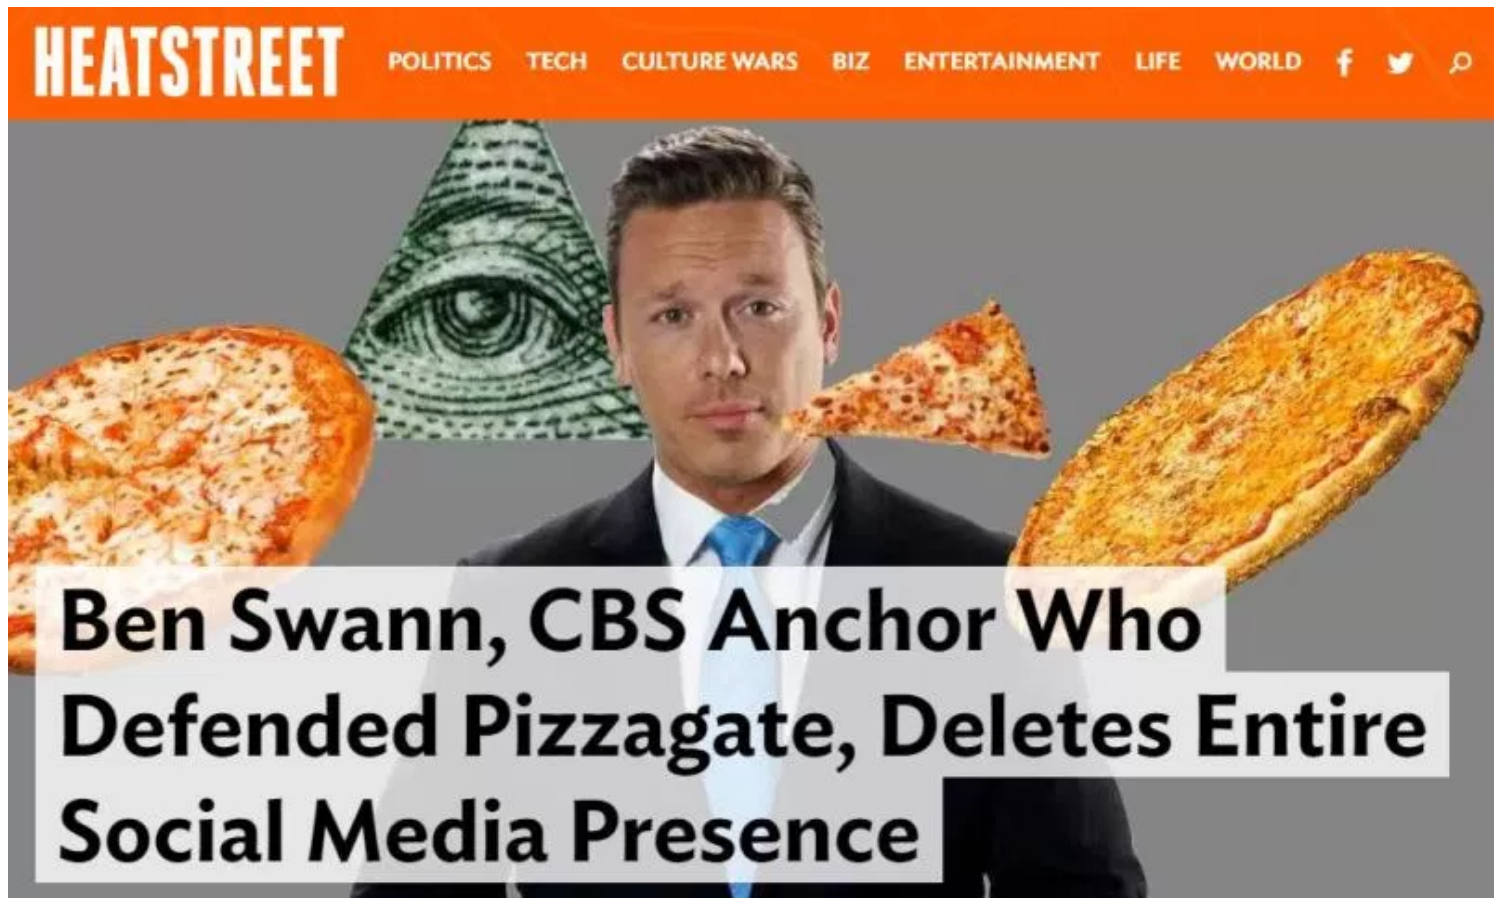 HEATSTREET POLITICS TECH CULTURE WARS BIZ ENTERTAINMENT LIFE WORLD
Ben Swann, CBS Anchor Who
Defended Pizzagate, Deletes Entire
Social Media Presence